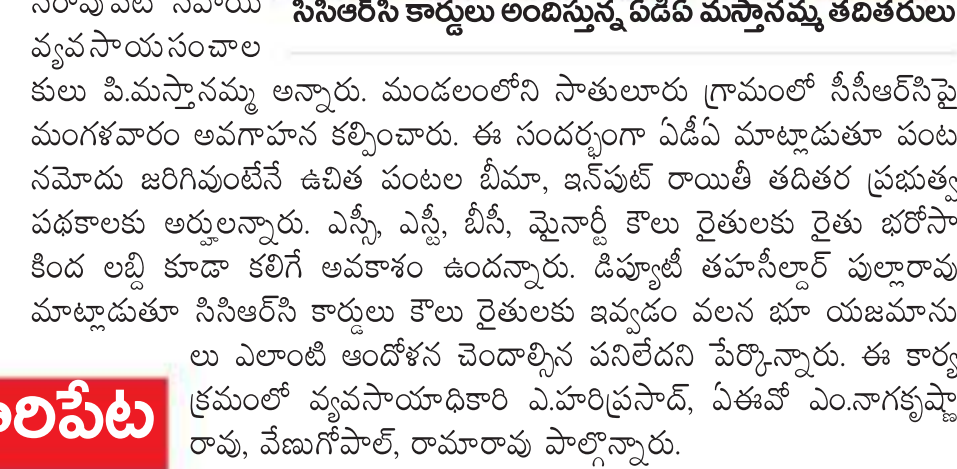 సీసీఆర్‌సీ కార్డులు అందిస్తున్న ఏడీఏ మస్తానమ్మ తదితరులు
వ్యవసాయసంచాల
కులు పి.మస్తానమ్మ అన్నారు. మండలంలోని సాతులూరు గ్రామంలో సీసీఆర్‌సిపై
మంగళవారం అవగాహన కల్పించారు. ఈ సందర్భంగా ఏడీఏ మాట్లాడుతూ పంట
నమోదు జరిగివుంటేనే ఉచిత పంటల బీమా, ఇన్‌పుట్ రాయితీ తదితర ప్రభుత్వ
పథకాలకు అర్హులన్నారు. ఎస్సీ, ఎస్టీ, బీసీ, మైనార్టీ కౌలు రైతులకు రైతు భరోసా
కింద లబ్ది కూడా కలిగే అవకాశం ఉందన్నారు. డిప్యూటీ తహసీల్దార్ పుల్లారావు
మాట్లాడుతూ సిసిఆర్‌సి కార్డులు కౌలు రైతులకు ఇవ్వడం వలన భూ యజమాను
లు ఎలాంటి ఆందోళన చెందాల్సిన పనిలేదని పేర్కొన్నారు. ఈ కార్య
క్రమంలో వ్యవసాయాధికారి ఎ.హరిప్రసాద్, ఏఈవో ఎం.నాగకృష్ణా
రావు, వేణుగోపాల్, రామారావు పాల్గొన్నారు.
రిపేట